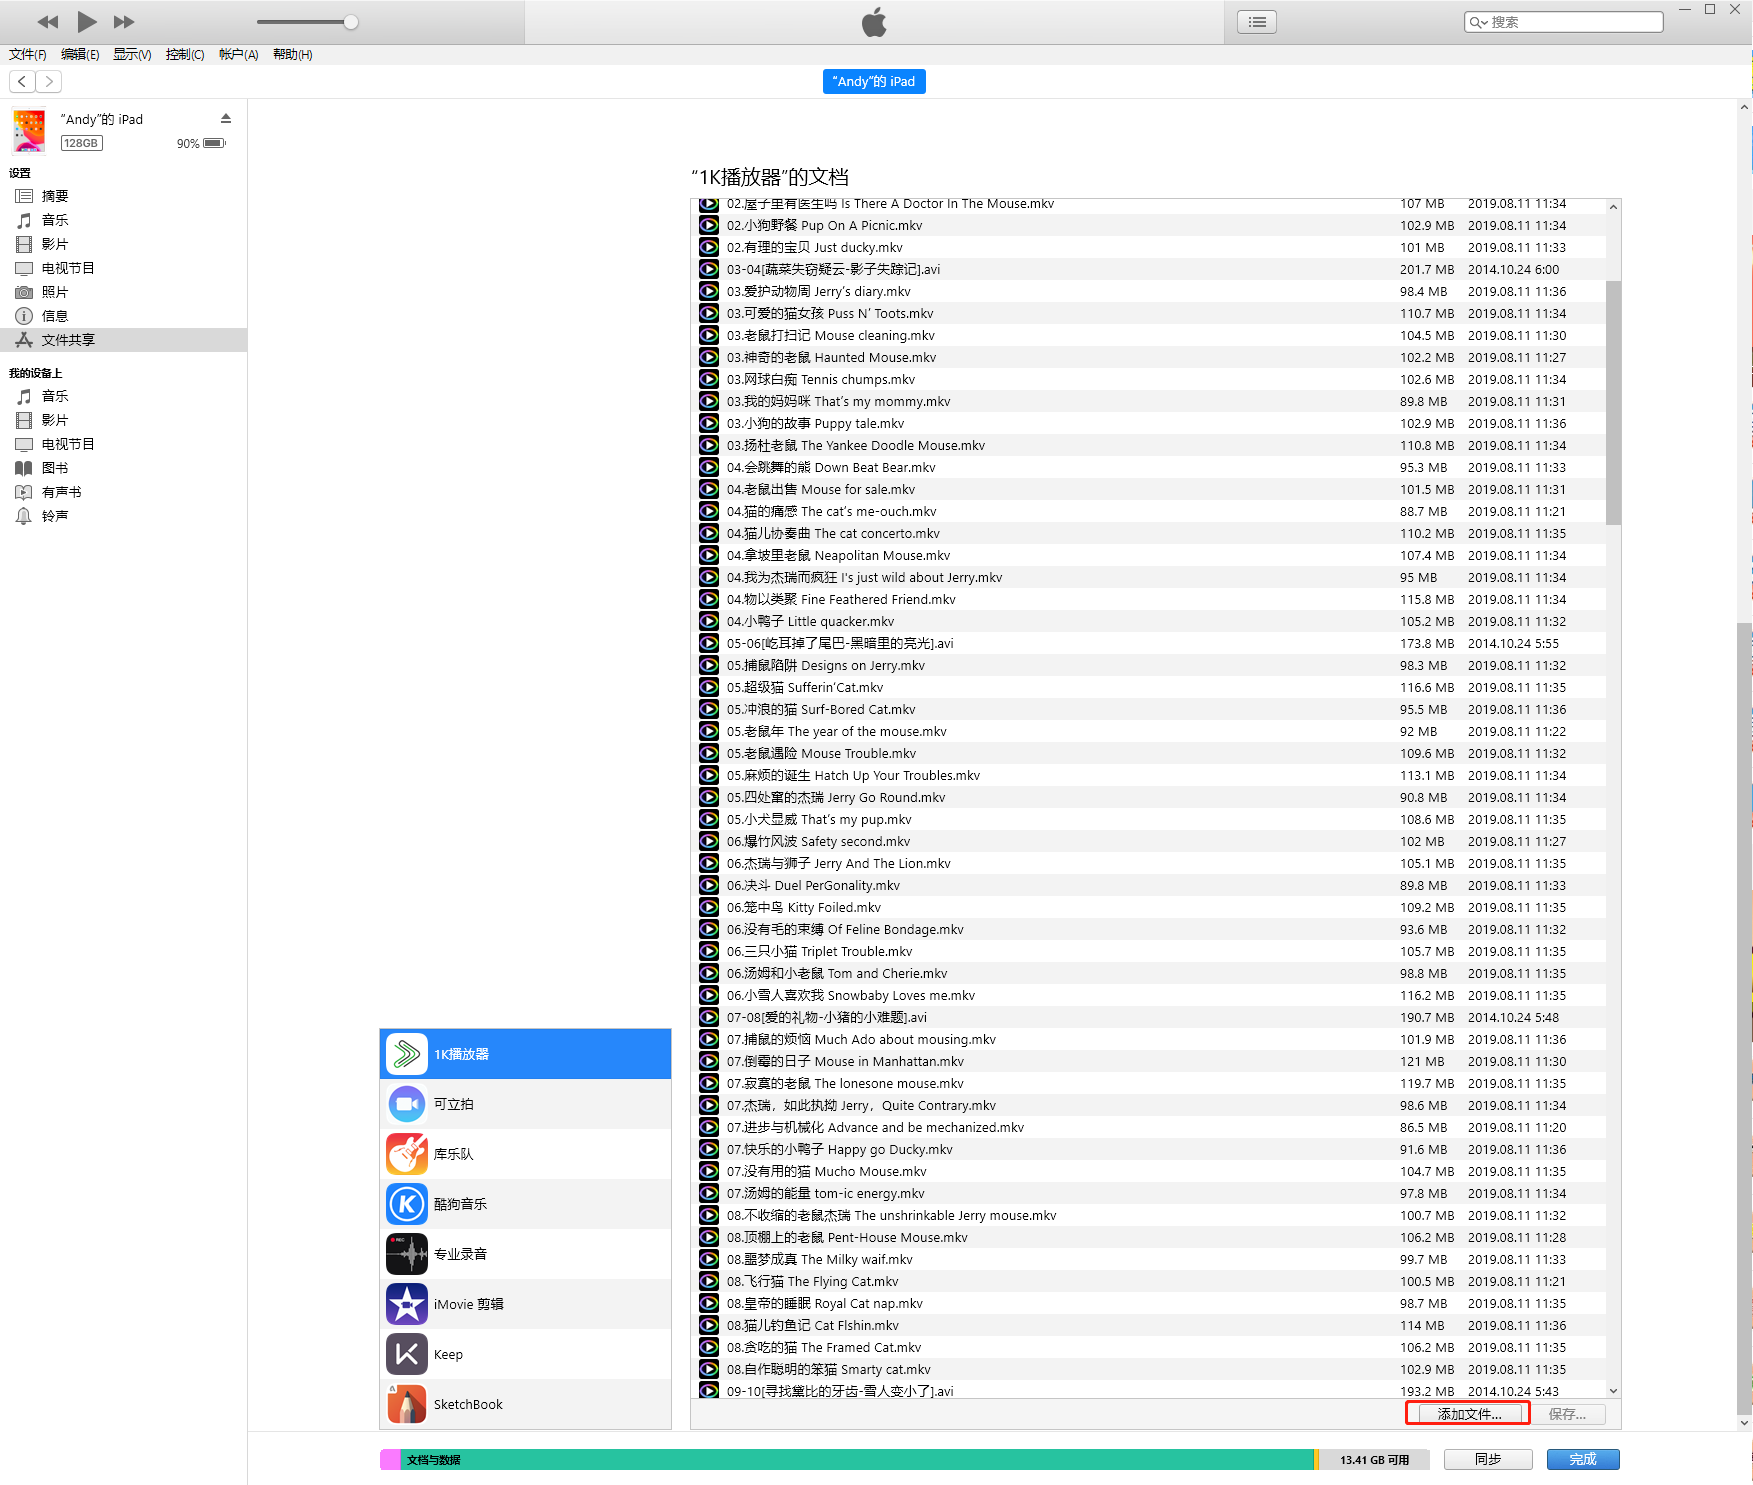 搜索
文件(F) 编辑(E) 显示(V) 控制(C) 帐户(A) 帮助(H)
“Andy”的 iPad
“Andy”的 iPad
128GB 90%
设置
摘要
音乐
影片
电视节目
照片
信息
文件共享
我的设备上
音乐
影片
电视节目
图书
有声书
铃声
“1K播放器”的文档
02.屋子里有医生吗 Is There A Doctor In The Mouse.mkv 107 MB 2019.08.11 11:34
02.小狗野餐 Pup On A Picnic.mkv 102.9 MB 2019.08.11 11:34
02.有理的宝贝 Just ducky.mkv 101 MB 2019.08.11 11:33
03-04[蔬菜失窃疑云-影子失踪记].avi 201.7 MB 2014.10.24 6:00
03.爱护动物周 Jerry’s diary.mkv 98.4 MB 2019.08.11 11:36
03.可爱的猫女孩 Puss N’ Toots.mkv 110.7 MB 2019.08.11 11:34
03.老鼠打扫记 Mouse cleaning.mkv 104.5 MB 2019.08.11 11:30
03.神奇的老鼠 Haunted Mouse.mkv 102.2 MB 2019.08.11 11:27
03.网球白痴 Tennis chumps.mkv 102.6 MB 2019.08.11 11:34
03.我的妈妈咪 That’s my mommy.mkv 89.8 MB 2019.08.11 11:31
03.小狗的故事 Puppy tale.mkv 102.9 MB 2019.08.11 11:36
03.扬杜老鼠 The Yankee Doodle Mouse.mkv 110.8 MB 2019.08.11 11:34
04.会跳舞的熊 Down Beat Bear.mkv 95.3 MB 2019.08.11 11:33
04.老鼠出售 Mouse for sale.mkv 101.5 MB 2019.08.11 11:31
04.猫的痛感 The cat’s me-ouch.mkv 88.7 MB 2019.08.11 11:21
04.猫儿协奏曲 The cat concerto.mkv 110.2 MB 2019.08.11 11:35
04.拿坡里老鼠 Neapolitan Mouse.mkv 107.4 MB 2019.08.11 11:34
04.我为杰瑞而疯狂 I's just wild about Jerry.mkv 95 MB 2019.08.11 11:34
04.物以类聚 Fine Feathered Friend.mkv 115.8 MB 2019.08.11 11:34
04.小鸭子 Little quacker.mkv 105.2 MB 2019.08.11 11:32
05-06[屹耳掉了尾巴-黑暗里的亮光].avi 173.8 MB 2014.10.24 5:55
05.捕鼠陷阱 Designs on Jerry.mkv 98.3 MB 2019.08.11 11:32
05.超级猫 Sufferin‘Cat.mkv 116.6 MB 2019.08.11 11:35
05.冲浪的猫 Surf-Bored Cat.mkv 95.5 MB 2019.08.11 11:36
05.老鼠年 The year of the mouse.mkv 92 MB 2019.08.11 11:22
05.老鼠遇险 Mouse Trouble.mkv 109.6 MB 2019.08.11 11:32
05.麻烦的诞生 Hatch Up Your Troubles.mkv 113.1 MB 2019.08.11 11:34
05.四处窜的杰瑞 Jerry Go Round.mkv 90.8 MB 2019.08.11 11:34
05.小犬显威 That’s my pup.mkv 108.6 MB 2019.08.11 11:35
06.爆竹风波 Safety second.mkv 102 MB 2019.08.11 11:27
06.杰瑞与狮子 Jerry And The Lion.mkv 105.1 MB 2019.08.11 11:35
06.决斗 Duel PerGonality.mkv 89.8 MB 2019.08.11 11:33
06.笼中鸟 Kitty Foiled.mkv 109.2 MB 2019.08.11 11:35
06.没有毛的束缚 Of Feline Bondage.mkv 93.6 MB 2019.08.11 11:32
06.三只小猫 Triplet Trouble.mkv 105.7 MB 2019.08.11 11:35
06.汤姆和小老鼠 Tom and Cherie.mkv 98.8 MB 2019.08.11 11:35
06.小雪人喜欢我 Snowbaby Loves me.mkv 116.2 MB 2019.08.11 11:35
07-08[爱的礼物-小猪的小难题].avi 190.7 MB 2014.10.24 5:48
07.捕鼠的烦恼 Much Ado about mousing.mkv 101.9 MB 2019.08.11 11:36
07.倒霉的日子 Mouse in Manhattan.mkv 121 MB 2019.08.11 11:30
07.寂寞的老鼠 The lonesone mouse.mkv 119.7 MB 2019.08.11 11:35
07.杰瑞，如此执拗 Jerry，Quite Contrary.mkv 98.6 MB 2019.08.11 11:34
07.进步与机械化 Advance and be mechanized.mkv 86.5 MB 2019.08.11 11:20
07.快乐的小鸭子 Happy go Ducky.mkv 91.6 MB 2019.08.11 11:36
07.没有用的猫 Mucho Mouse.mkv 104.7 MB 2019.08.11 11:35
07.汤姆的能量 tom-ic energy.mkv 97.8 MB 2019.08.11 11:34
08.不收缩的老鼠杰瑞 The unshrinkable Jerry mouse.mkv 100.7 MB 2019.08.11 11:32
08.顶棚上的老鼠 Pent-House Mouse.mkv 106.2 MB 2019.08.11 11:28
08.噩梦成真 The Milky waif.mkv 99.7 MB 2019.08.11 11:33
08.飞行猫 The Flying Cat.mkv 100.5 MB 2019.08.11 11:21
08.皇帝的睡眠 Royal Cat nap.mkv 98.7 MB 2019.08.11 11:35
08.猫儿钓鱼记 Cat FIshin.mkv 114 MB 2019.08.11 11:36
08.贪吃的猫 The Framed Cat.mkv 106.2 MB 2019.08.11 11:35
08.自作聪明的笨猫 Smarty cat.mkv 102.9 MB 2019.08.11 11:35
09-10[寻找黛比的牙齿-雪人变小了].avi 193.2 MB 2014.10.24 5:43
1K播放器
可立拍
库乐队
酷狗音乐
REC
专业录音
iMovie 剪辑
Keep
SketchBook
添加文件... 保存...
文档与数据 13.41 GB 可用 同步 完成